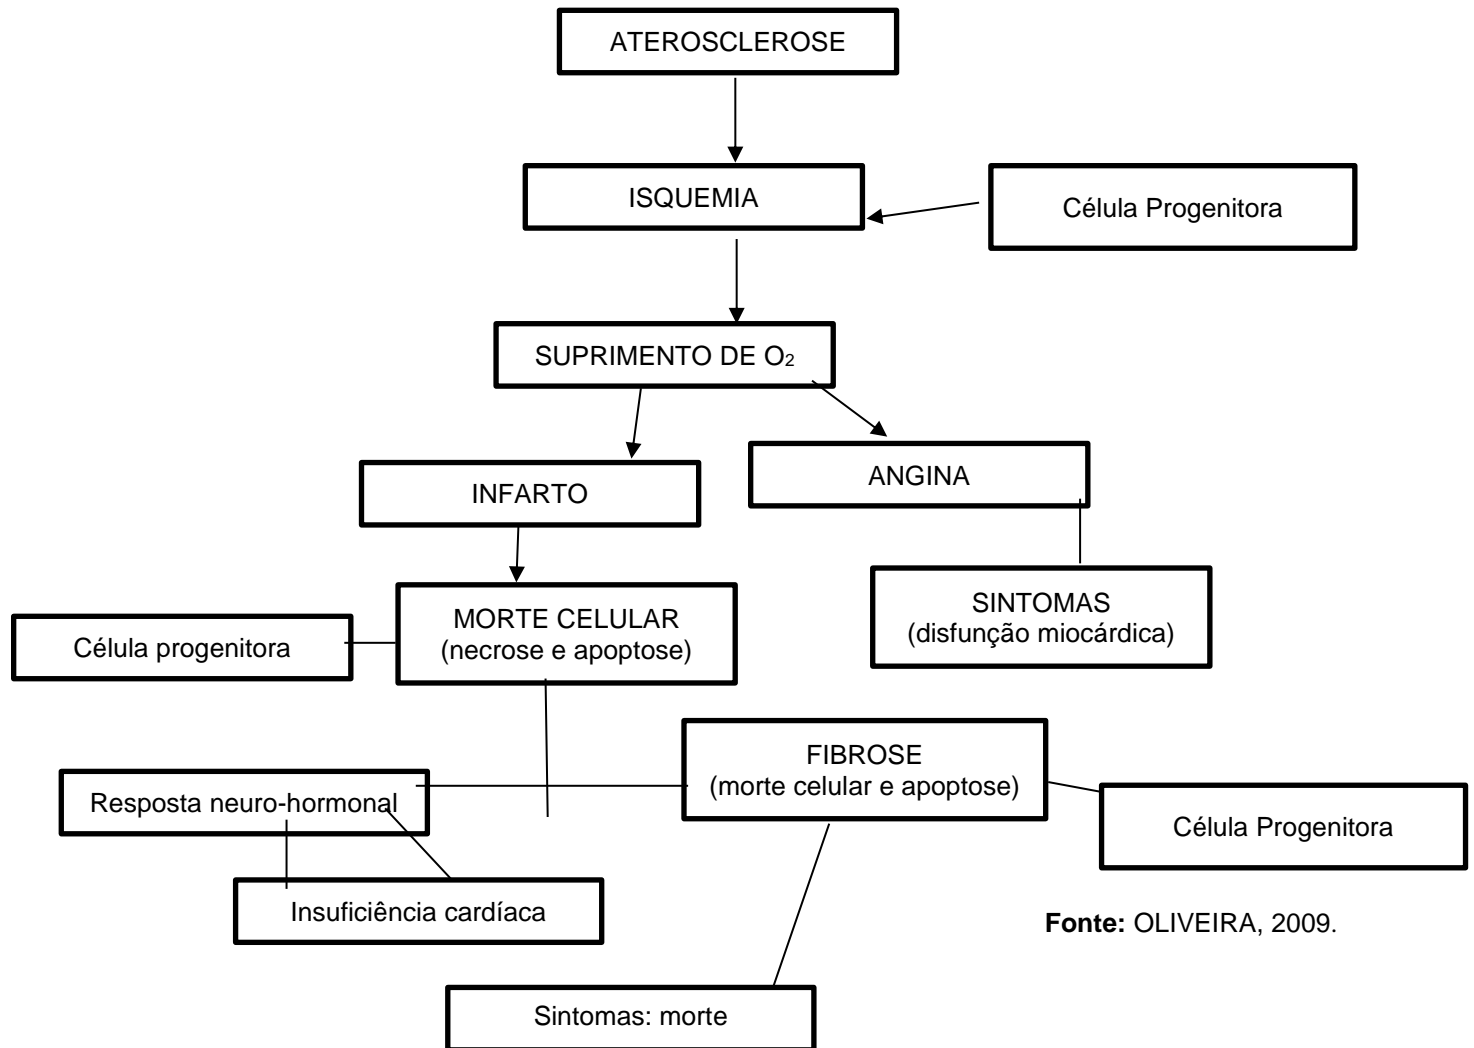 ATEROSCLEROSE
ISQUEMIA
Célula Progenitora
SUPRIMENTO DE O₂
INFARTO
ANGINA
MORTE CELULAR
(necrose e apoptose)
SINTOMAS
(disfunção miocárdica)
Célula progenitora
FIBROSE
(morte celular e apoptose)
Resposta neuro-hormonal
Célula Progenitora
Insuficiência cardíaca
Fonte: OLIVEIRA, 2009.
Sintomas: morte